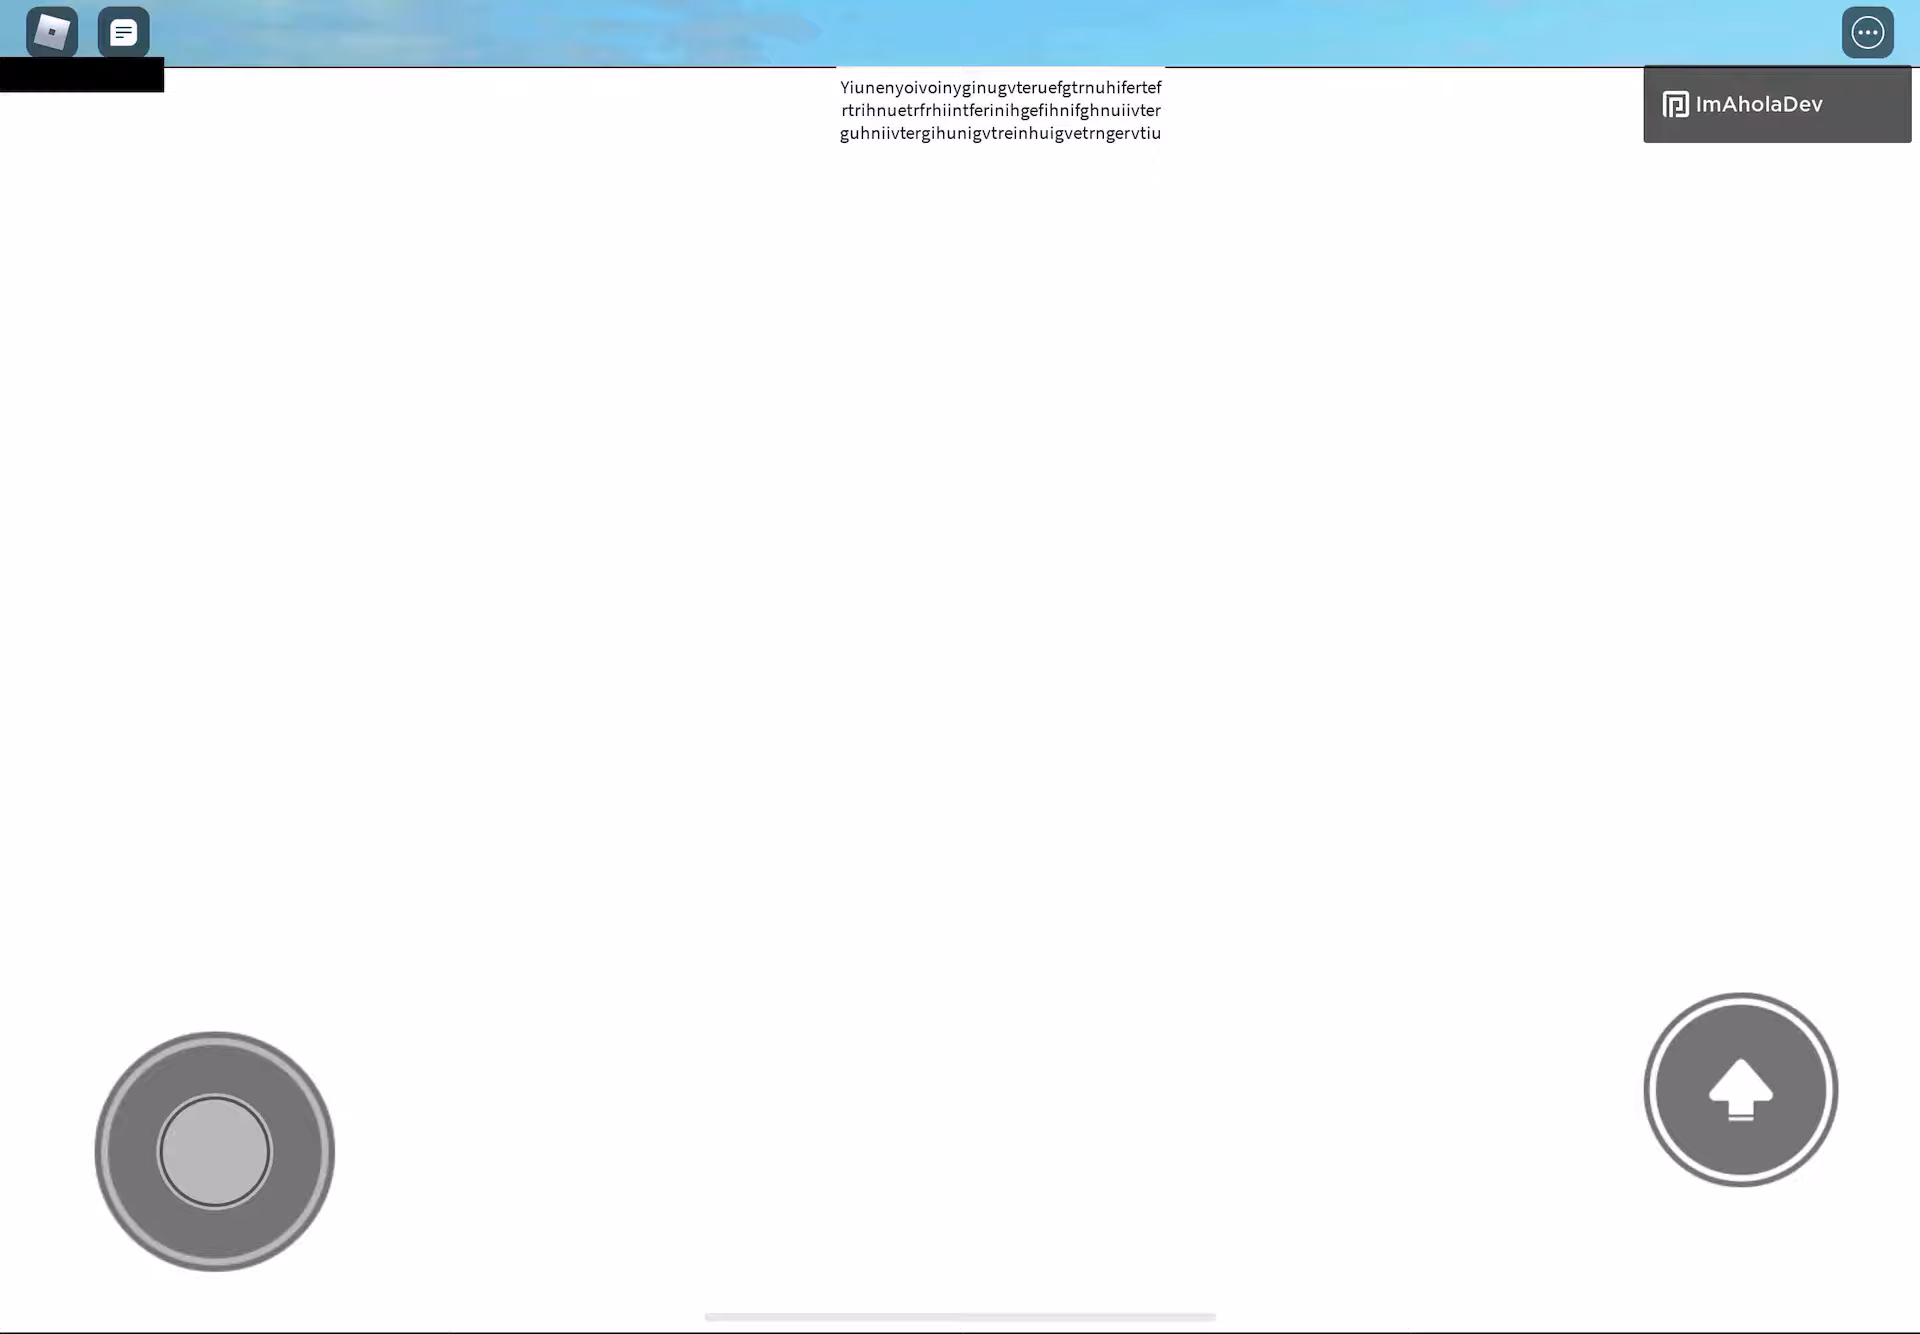 Yiunenyoivoinyginugvteruefgtrnuhifertef
rtrihnuetrfrhiintferinihgefihnifghnuiivter
guhniivtergihunigvtreinhuigvetrngervtiu
ImAholaDev